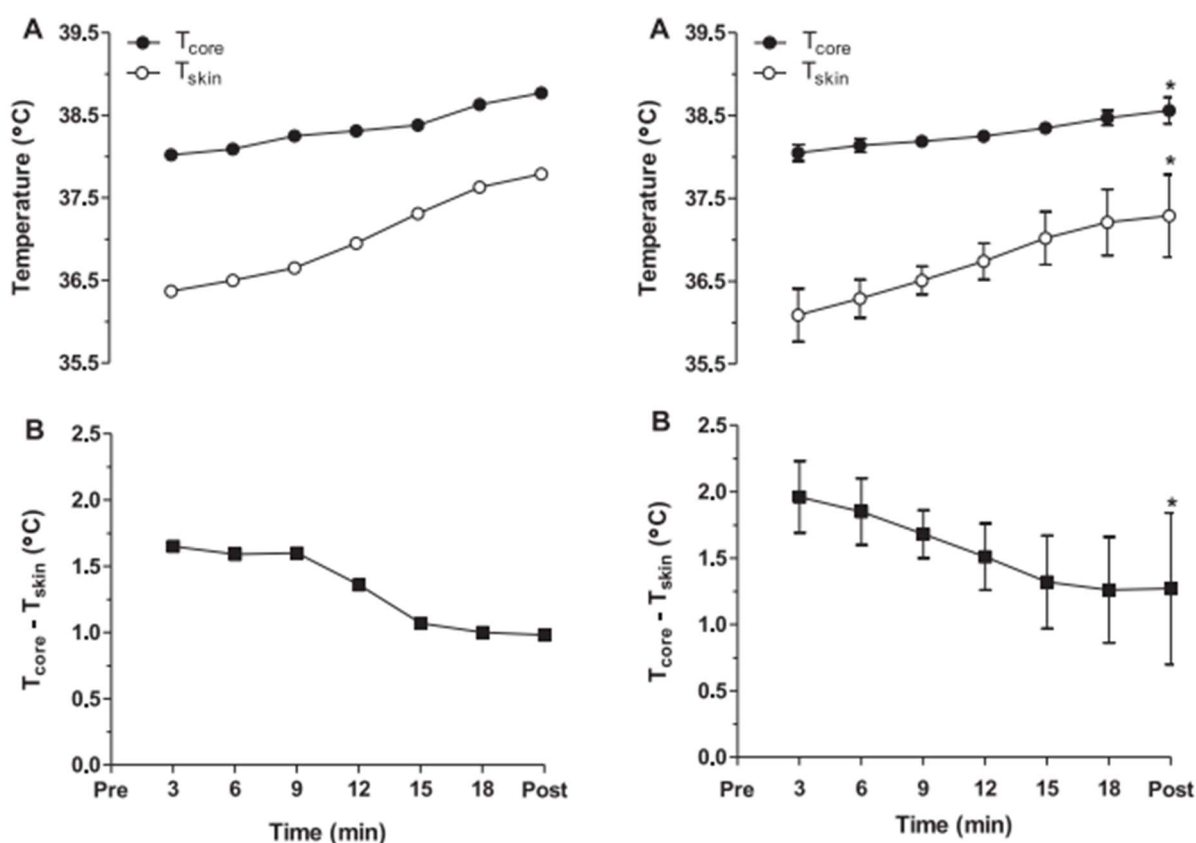 A
39.5
38.5
37.5
36.5
35.5
Temperature (°C)
Tcore
Tskin
A
39.5
38.5
37.5
36.5
35.5
Temperature (°C)
Tcore
Tskin
*
*
B
2.5
2.0
1.5
1.0
0.5
0.0
Tcore - Tskin (°C)
Pre 3 6 9 12 15 18 Post
Time (min)
B
2.5
2.0
1.5
1.0
0.5
0.0
Tcore - Tskin (°C)
*
Pre 3 6 9 12 15 18 Post
Time (min)